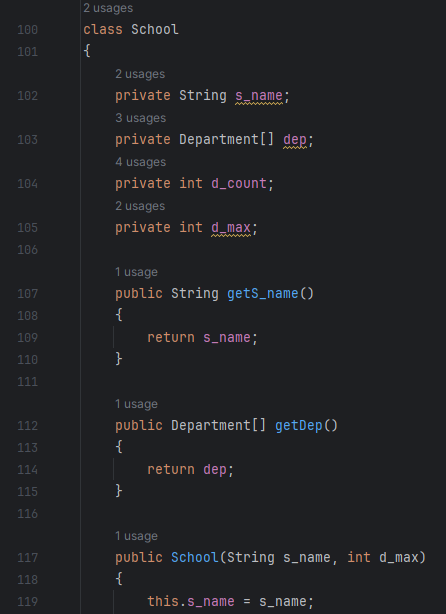 2 usages
100 class School
101 {
2 usages
102 private String s_name;
3 usages
103 private Department[] dep;
4 usages
104 private int d_count;
2 usages
105 private int d_max;
106
1 usage
107 public String getS_name()
108 {
109 return s_name;
110 }
111
1 usage
112 public Department[] getDep()
113 {
114 return dep;
115 }
116
1 usage
117 public School(String s_name, int d_max)
118 {
119 this.s_name = s_name;